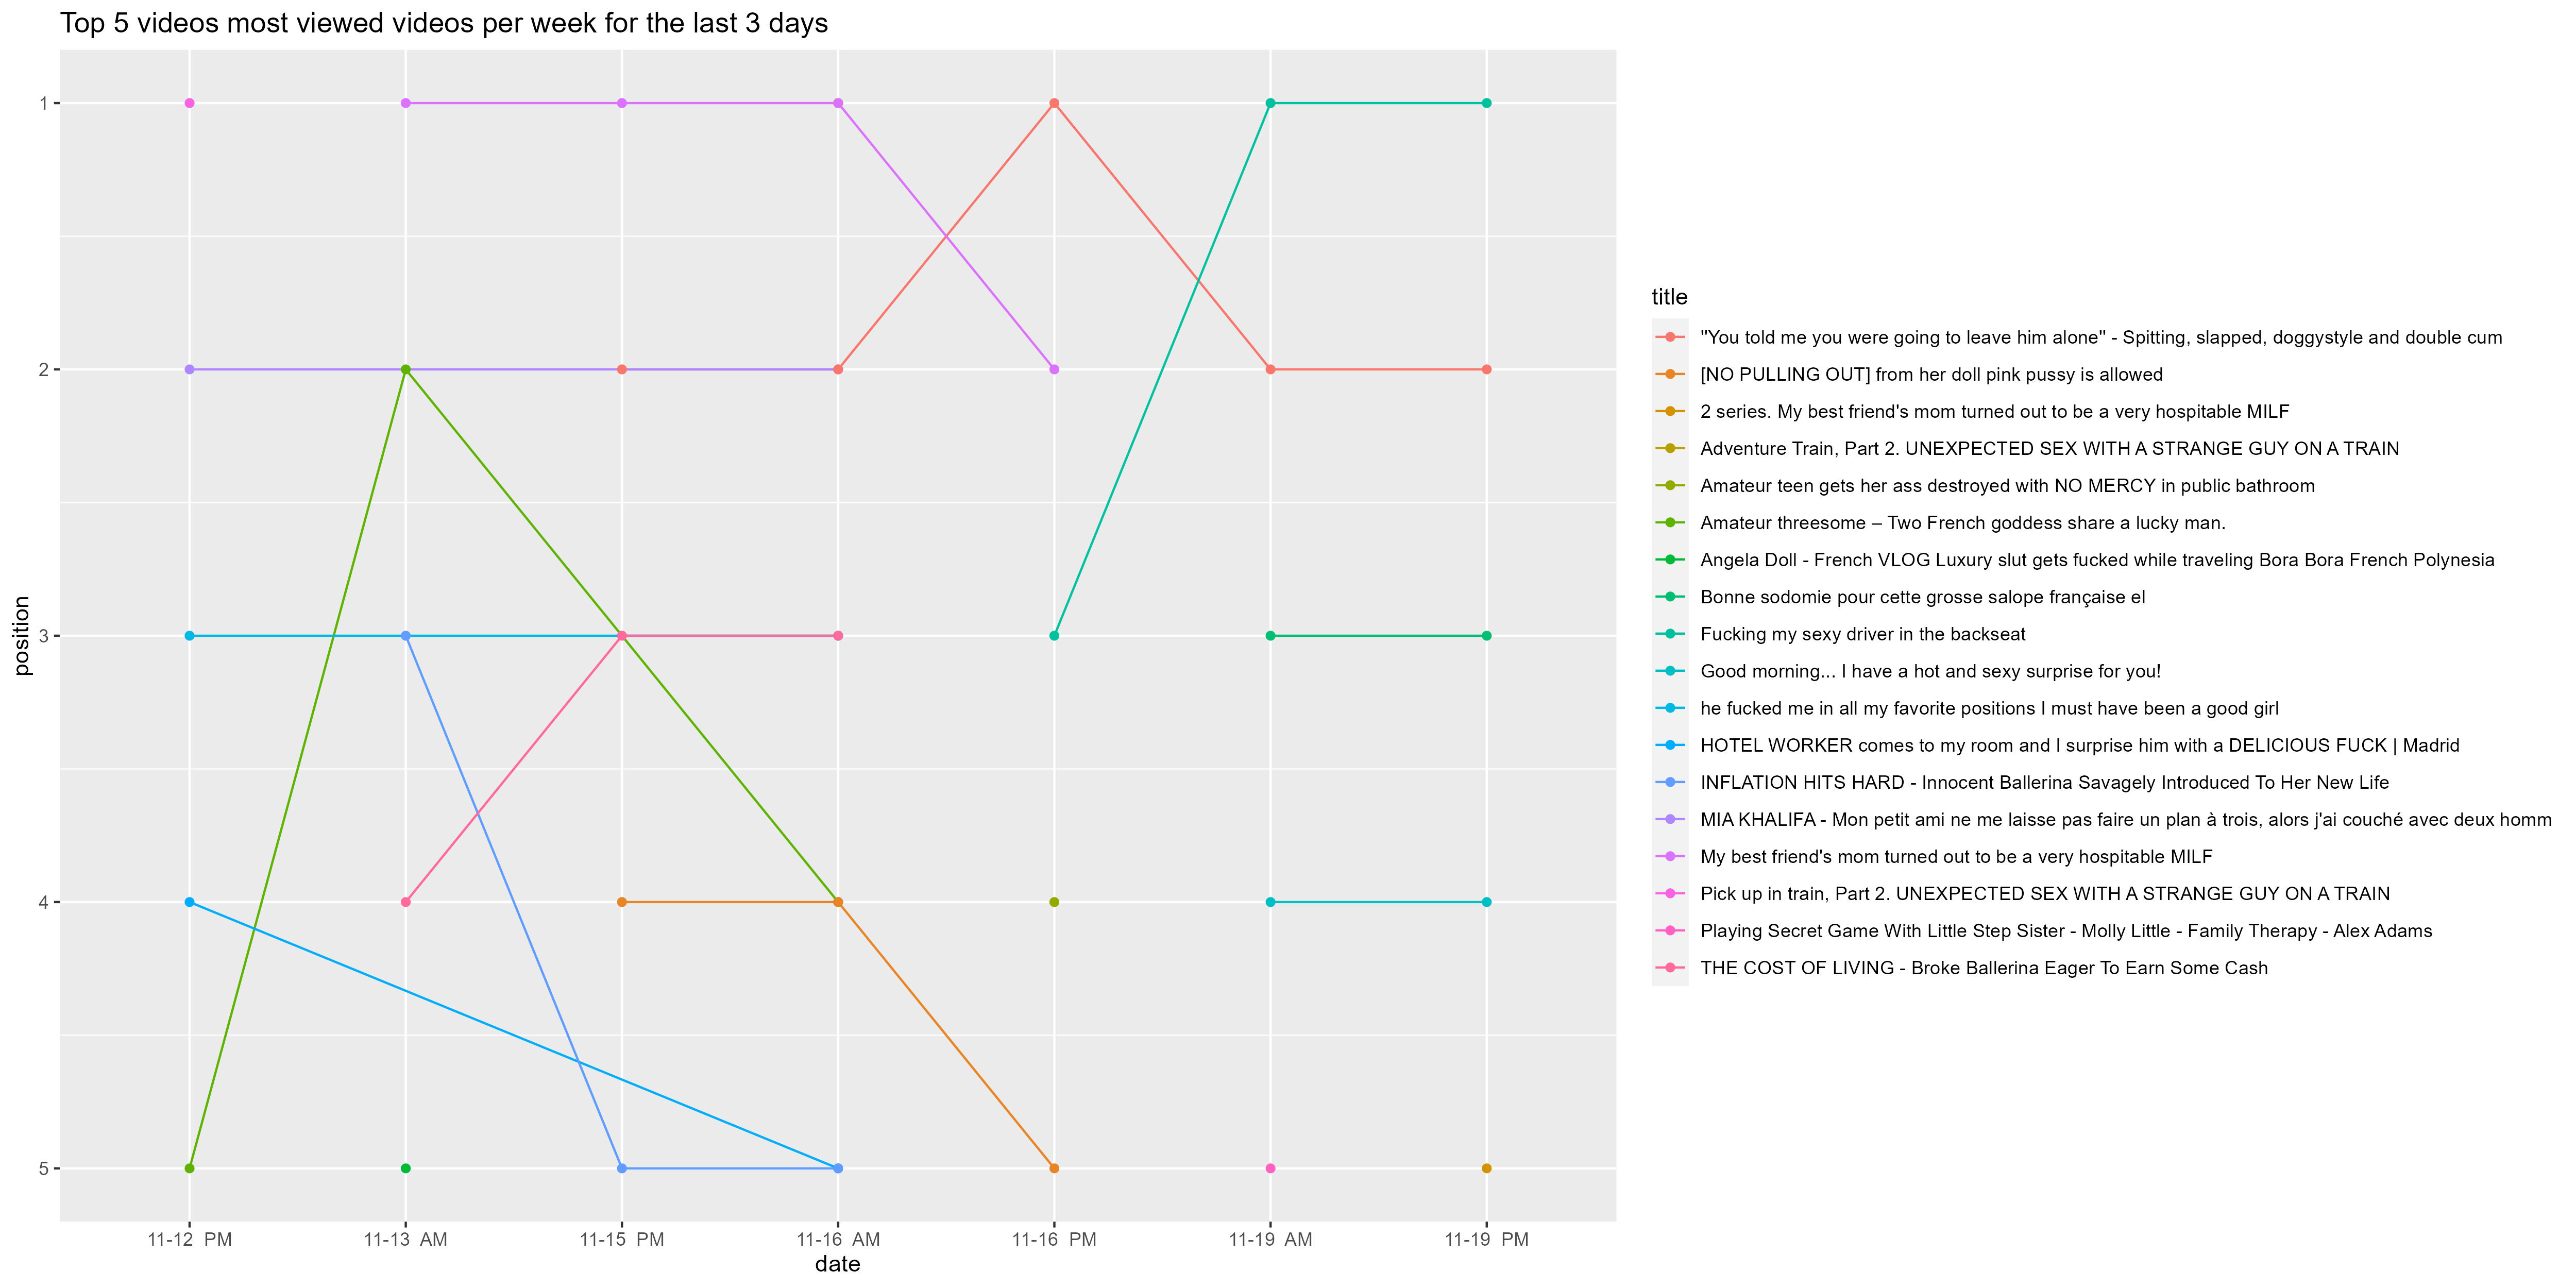 Top 5 videos most viewed videos per week for the last 3 days
1
2
3
4
5
position
11-12 PM
11-13 AM
11-15 PM
11-16 AM
11-16 PM
11-19 AM
11-19 PM
date
title
"You told me you were going to leave him alone" - Spitting, slapped, doggystyle and double cum
[NO PULLING OUT] from her doll pink pussy is allowed
2 series. My best friend's mom turned out to be a very hospitable MILF
Adventure Train, Part 2. UNEXPECTED SEX WITH A STRANGE GUY ON A TRAIN
Amateur teen gets her ass destroyed with NO MERCY in public bathroom
Amateur threesome – Two French goddess share a lucky man.
Angela Doll - French VLOG Luxury slut gets fucked while traveling Bora Bora French Polynesia
Bonne sodomie pour cette grosse salope française el
Fucking my sexy driver in the backseat
Good morning... I have a hot and sexy surprise for you!
he fucked me in all my favorite positions I must have been a good girl
HOTEL WORKER comes to my room and I surprise him with a DELICIOUS FUCK | Madrid
INFLATION HITS HARD - Innocent Ballerina Savagely Introduced To Her New Life
MIA KHALIFA - Mon petit ami ne me laisse pas faire un plan à trois, alors j'ai couché avec deux homm
My best friend's mom turned out to be a very hospitable MILF
Pick up in train, Part 2. UNEXPECTED SEX WITH A STRANGE GUY ON A TRAIN
Playing Secret Game With Little Step Sister - Molly Little - Family Therapy - Alex Adams
THE COST OF LIVING - Broke Ballerina Eager To Earn Some Cash